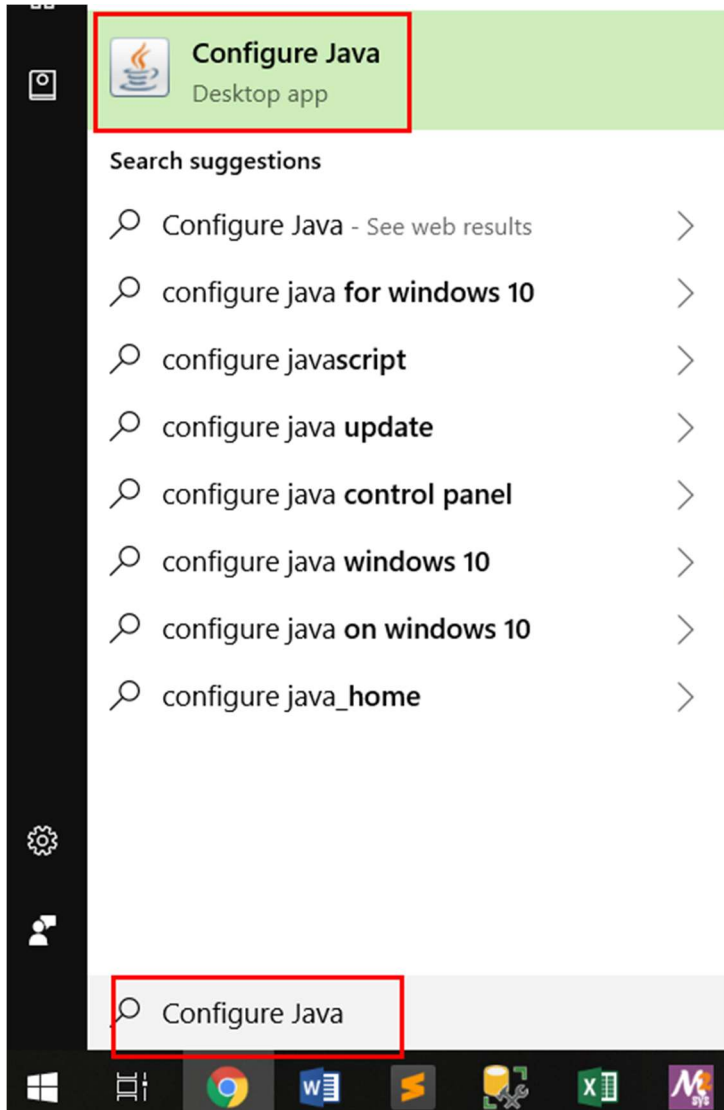 Configure Java
Desktop app
Search suggestions
Configure Java - See web results
configure java for windows 10
configure javascript
configure java update
configure java control panel
configure java windows 10
configure java on windows 10
configure java_home
Configure Java
W
X
M2
sys